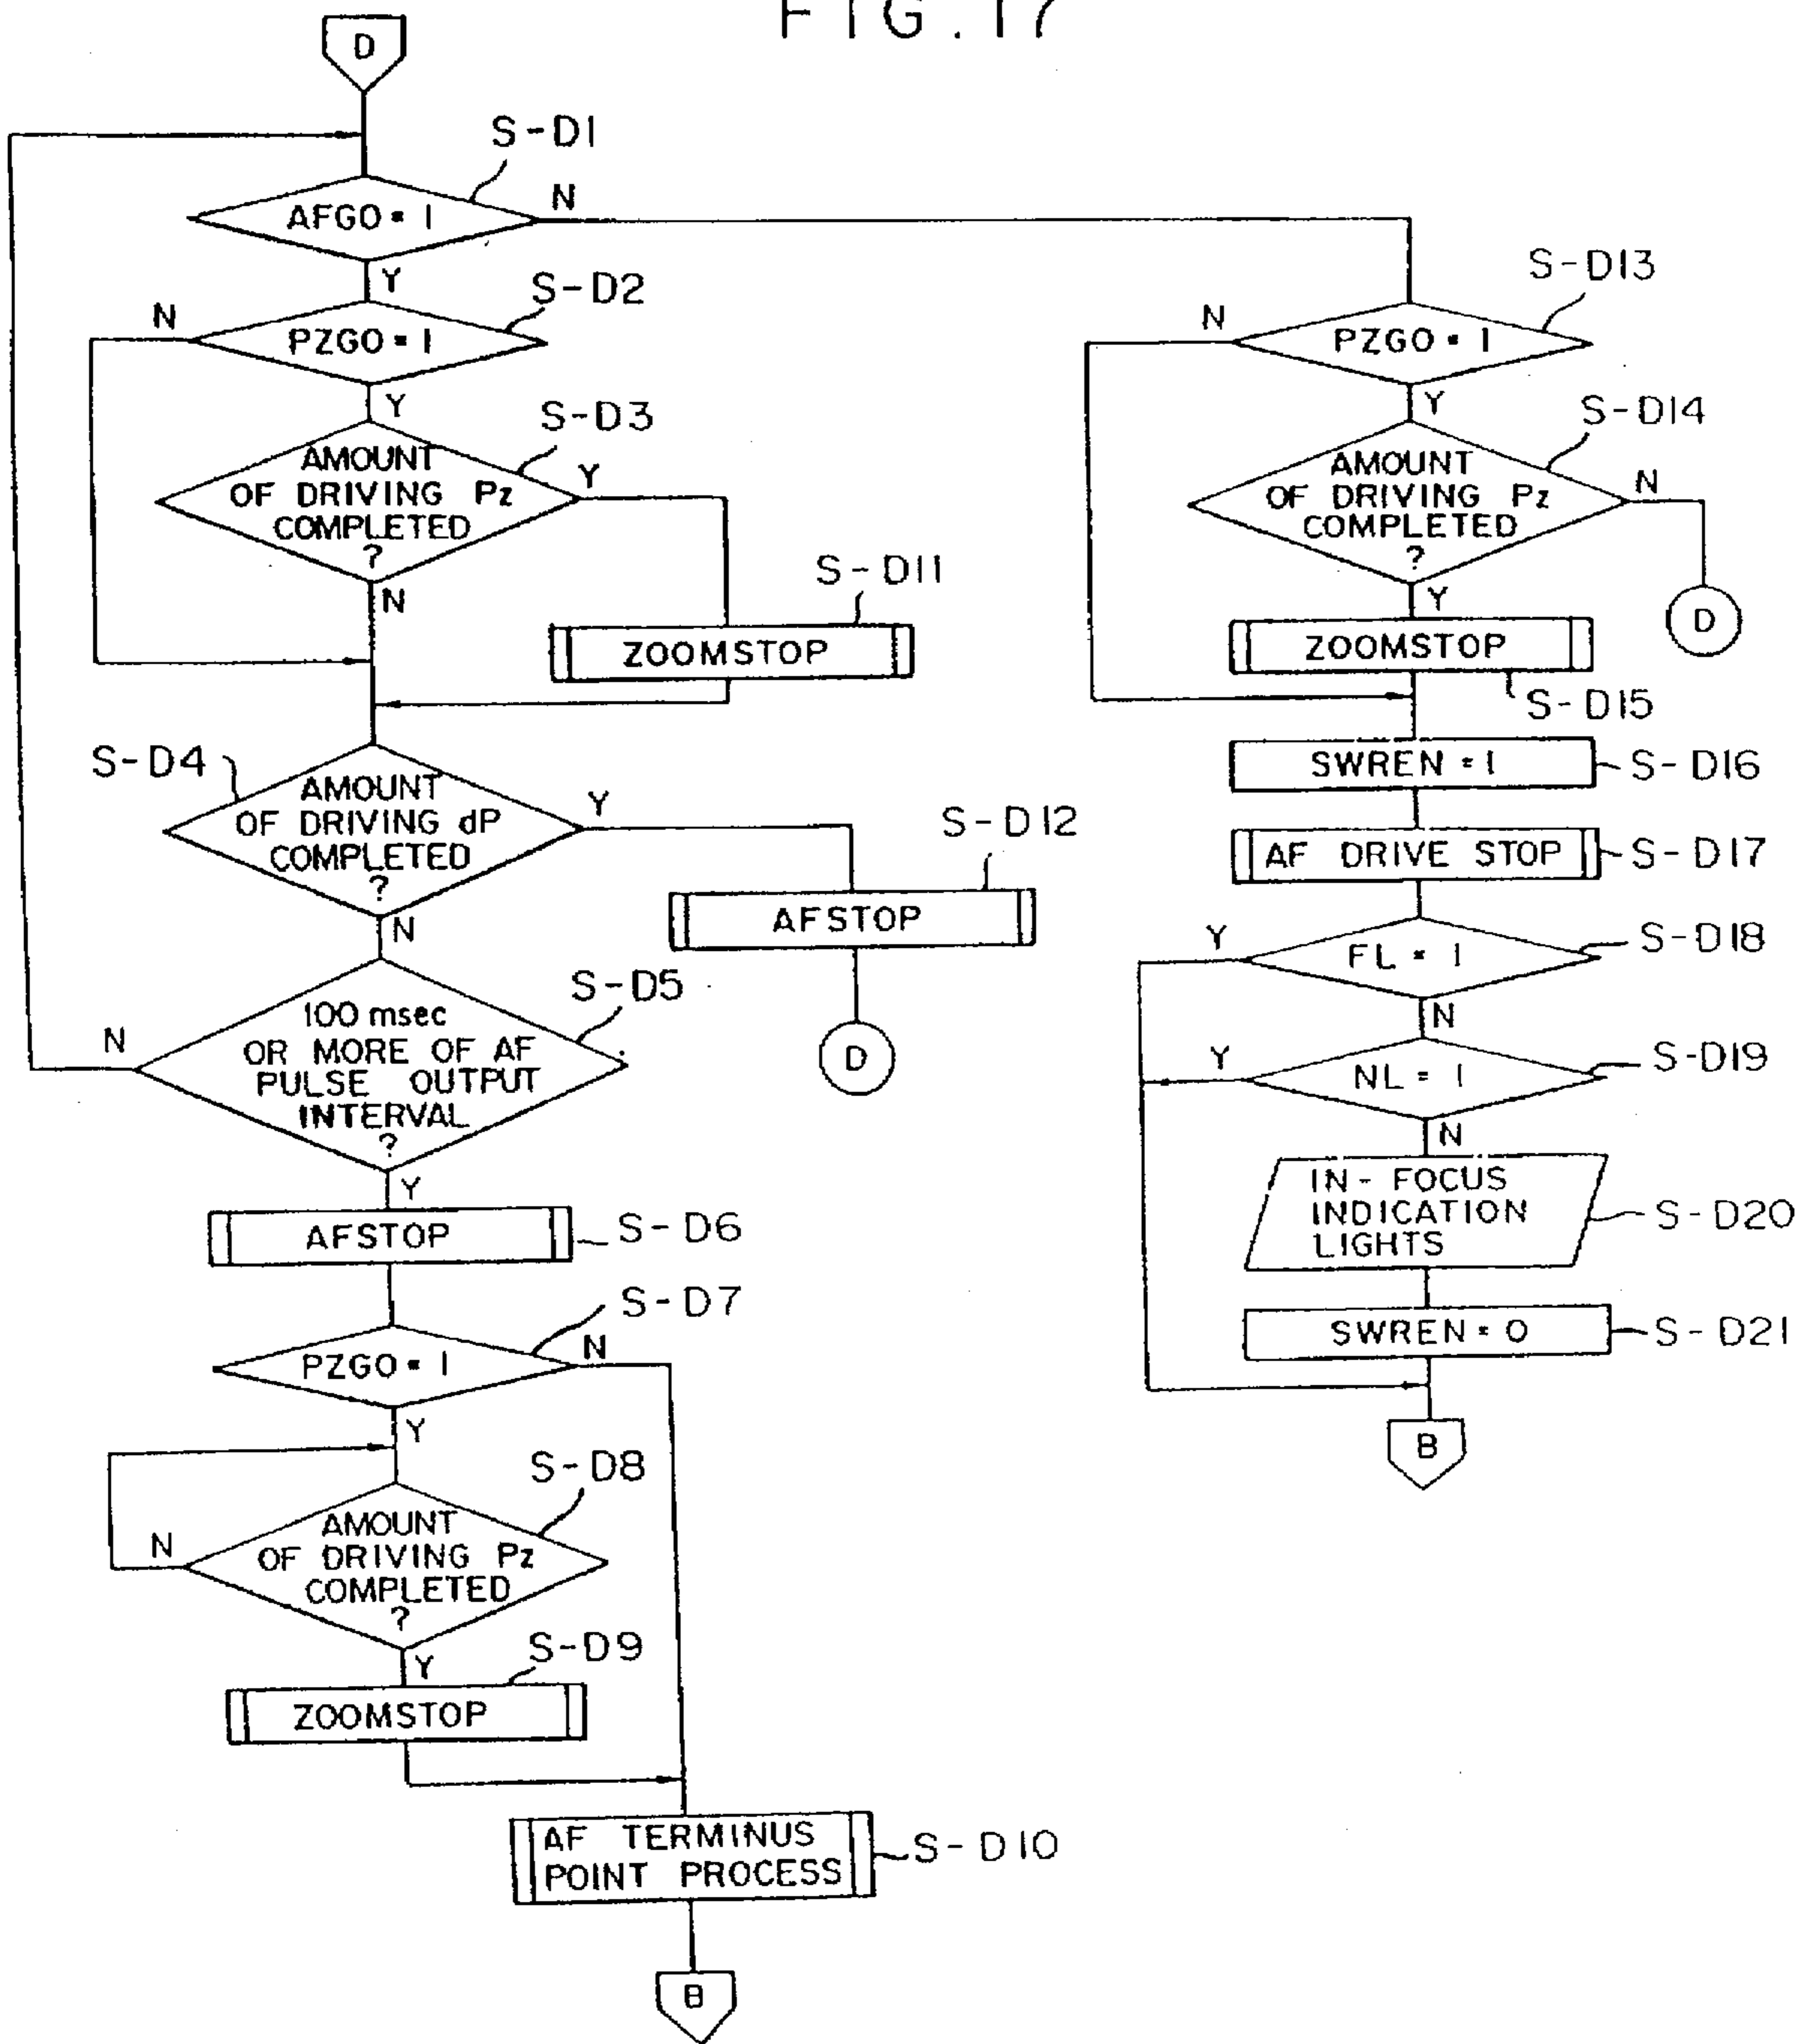 FIG. 17
D
S-D1
AFGO = 1
N
Y
S-D2
N
PZGO = 1
Y
S-D3
AMOUNT
OF DRIVING Pz
COMPLETED
?
Y
N
S-D11
ZOOMSTOP
S-D4
AMOUNT
OF DRIVING dP
COMPLETED
?
Y
N
S-D12
AFSTOP
D
S-D5
100 msec
OR MORE OF AF
PULSE OUTPUT
INTERVAL
?
N
Y
AFSTOP
S-D6
S-D7
PZGO = 1
N
Y
S-D8
AMOUNT
OF DRIVING Pz
COMPLETED
?
N
Y
S-D9
ZOOMSTOP
AF TERMINUS
POINT PROCESS
S-D10
B
S-D13
N
PZGO = 1
Y
S-D14
AMOUNT
OF DRIVING Pz
COMPLETED
?
N
D
Y
ZOOMSTOP
S-D15
SWREN = 1
S-D16
AF DRIVE STOP
S-D17
Y
FL = 1
S-D18
N
Y
NL = 1
S-D19
N
IN-FOCUS
INDICATION
LIGHTS
S-D20
SWREN = 0
S-D21
B